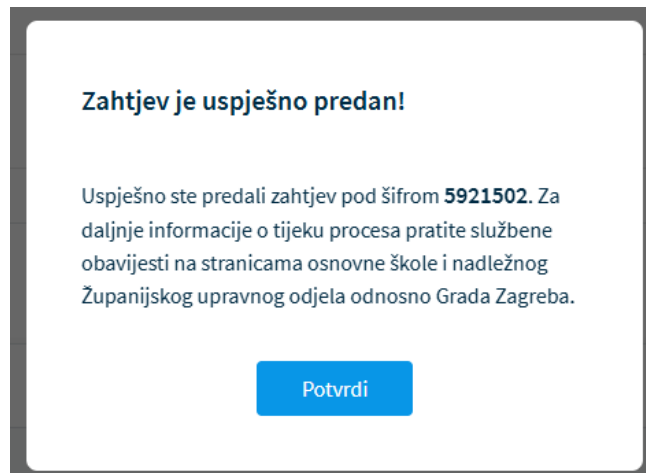 Zahtjev je uspješno predan!
Uspješno ste predali zahtjev pod šifrom 5921502. Za
daljnje informacije o tijeku procesa pratite službene
obavijesti na stranicama osnovne škole i nadležnog
Županijskog upravnog odjela odnosno Grada Zagreba.
Potvrdi